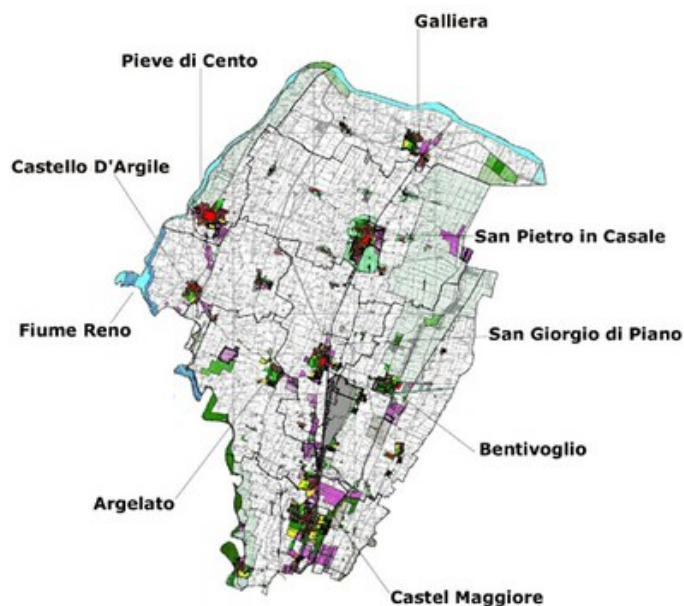 Galliera
Pieve di Cento
Castello D'Argile
San Pietro in Casale
Fiume Reno
San Giorgio di Piano
Bentivoglio
Argelato
Castel Maggiore